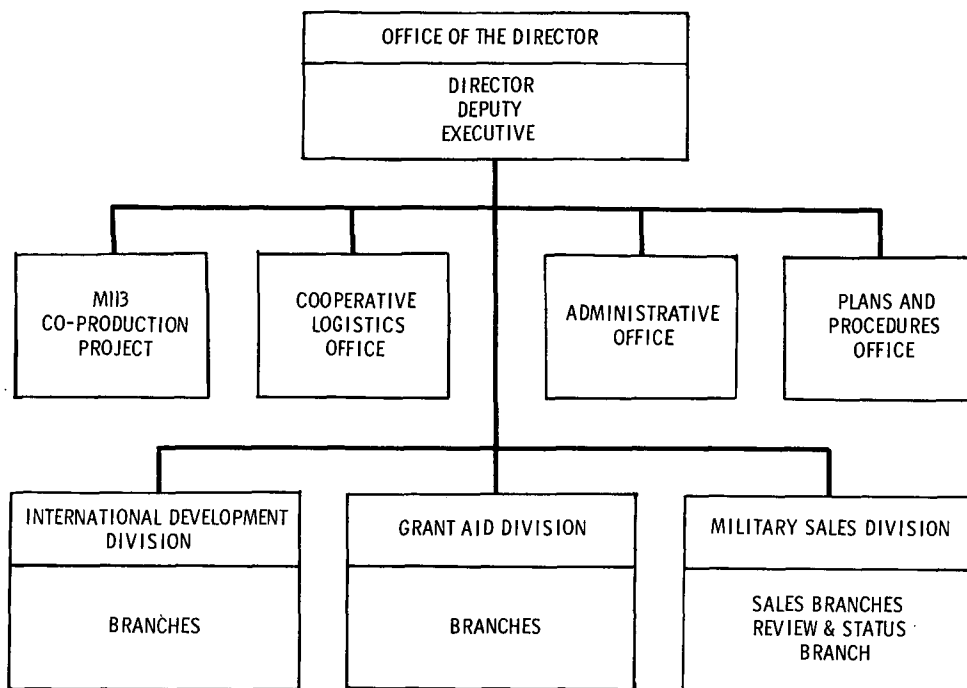 OFFICE OF THE DIRECTOR
DIRECTOR
DEPUTY
EXECUTIVE
M113
CO-PRODUCTION
PROJECT
COOPERATIVE
LOGISTICS
OFFICE
ADMINISTRATIVE
OFFICE
PLANS AND
PROCEDURES
OFFICE
INTERNATIONAL DEVELOPMENT
DIVISION
BRANCHES
GRANT AID DIVISION
BRANCHES
MILITARY SALES DIVISION
SALES BRANCHES
REVIEW & STATUS
BRANCH